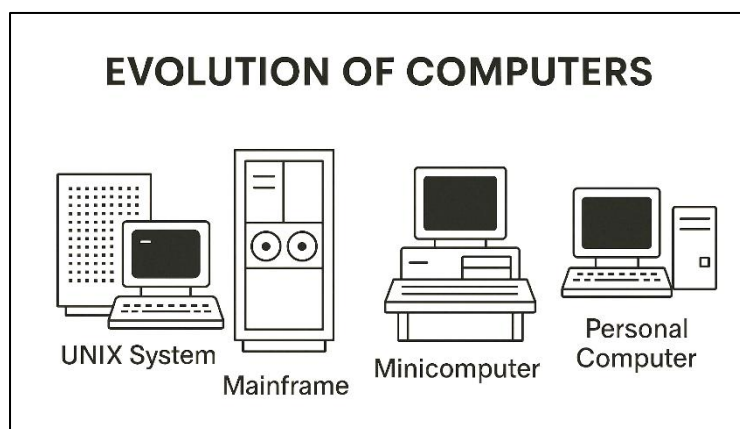 EVOLUTION OF COMPUTERS
UNIX System
Mainframe
Minicomputer
Personal
Computer